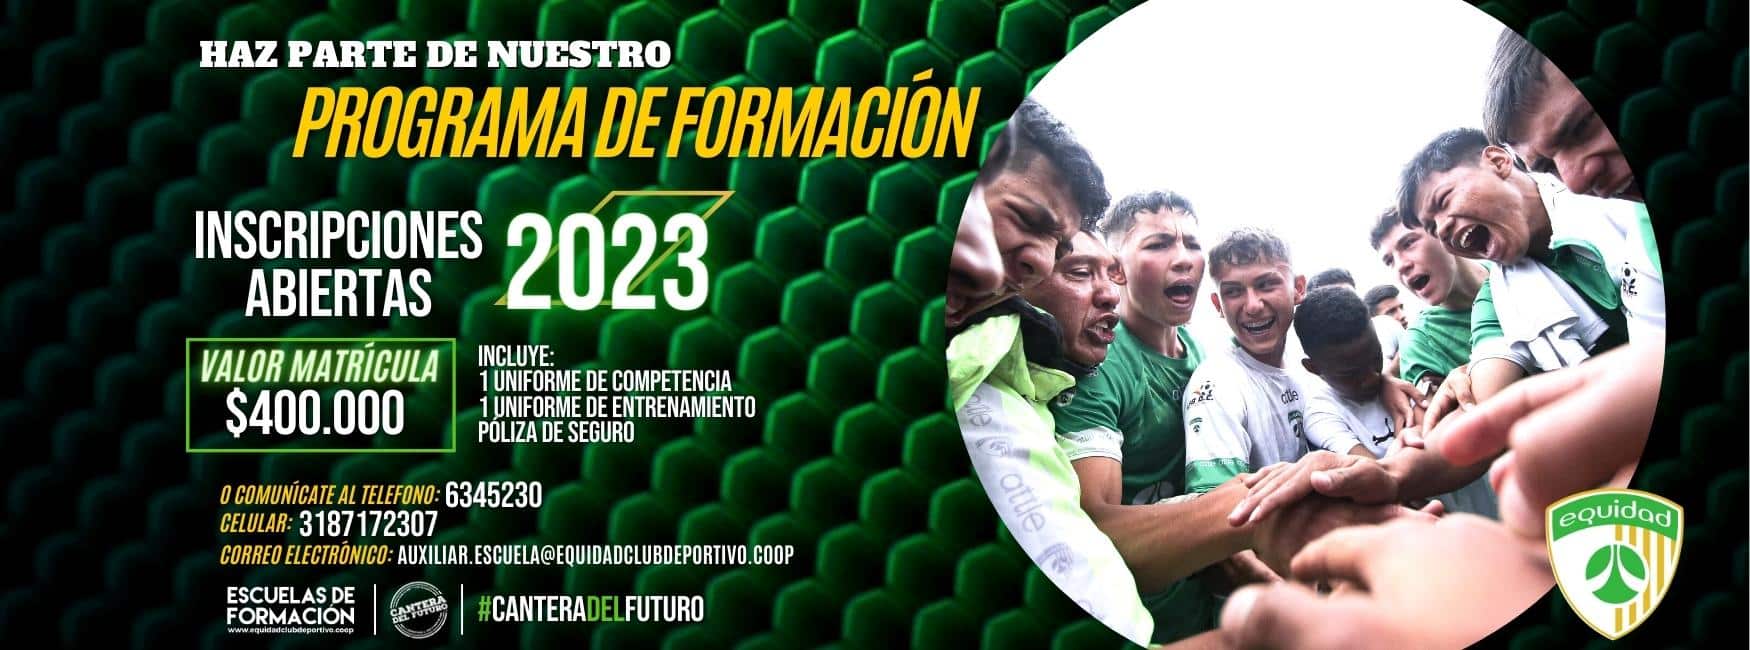 HAZ PARTE DE NUESTRO
PROGRAMA DE FORMACIÓN
INSCRIPCIONES
ABIERTAS
2023
VALOR MATRÍCULA
$400.000
INCLUYE:
1 UNIFORME DE COMPETENCIA
1 UNIFORME DE ENTRENAMIENTO
PÓLIZA DE SEGURO
O COMUNÍCATE AL TELEFONO: 6345230
CELULAR: 3187172307
CORREO ELECTRÓNICO: AUXILIAR.ESCUELA@EQUIDADCLUBDEPORTIVO.COOP
ESCUELAS DE
FORMACIÓN
www.equidadclubdeportivo.coop
CANTERA
DEL FUTURO
#CANTERADELFUTURO
attle
attle
equidad